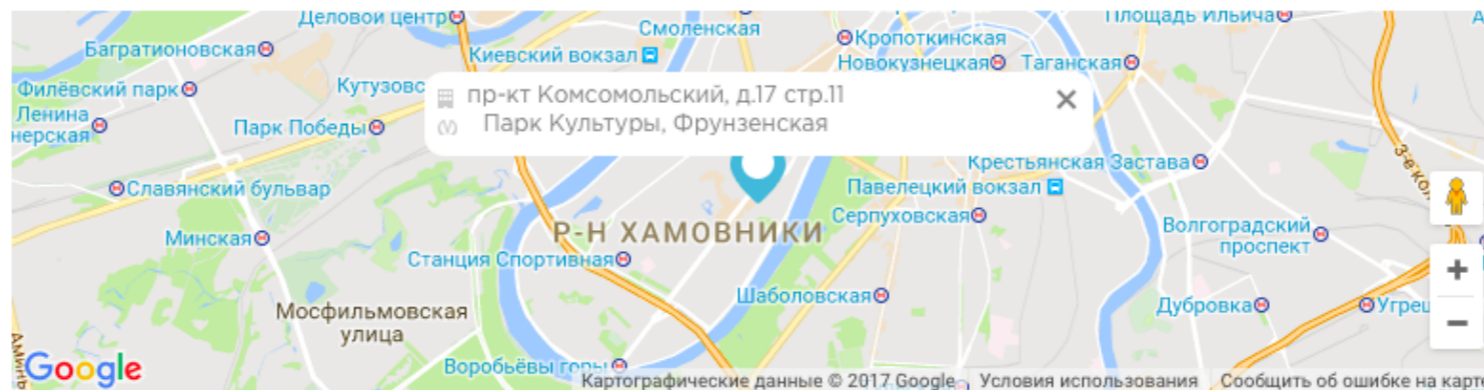 Деловой центр
Площадь Ильича
Смоленская
Кропоткинская
Багратионовская
Киевский вокзал
Новокузнецкая
Таганская
Филёвский парк
Кутузовс
пр-кт Комсомольский, д.17 стр.11
Парк Культуры, Фрунзенская
Ленина
нерская
Парк Победы
3-е кол
Крестьянская Застава
Славянский бульвар
Павелецкий вокзал
Серпуховская
Р-Н ХАМОВНИКИ
Минская
Волгоградский
проспект
Станция Спортивная
Шаболовская
Мосфильмовская
улица
Дубровка
Угреш
Аминь
Google
Воробьёвы горы
Картографические данные © 2017 Google
Условия использования
Сообщить об ошибке на карт